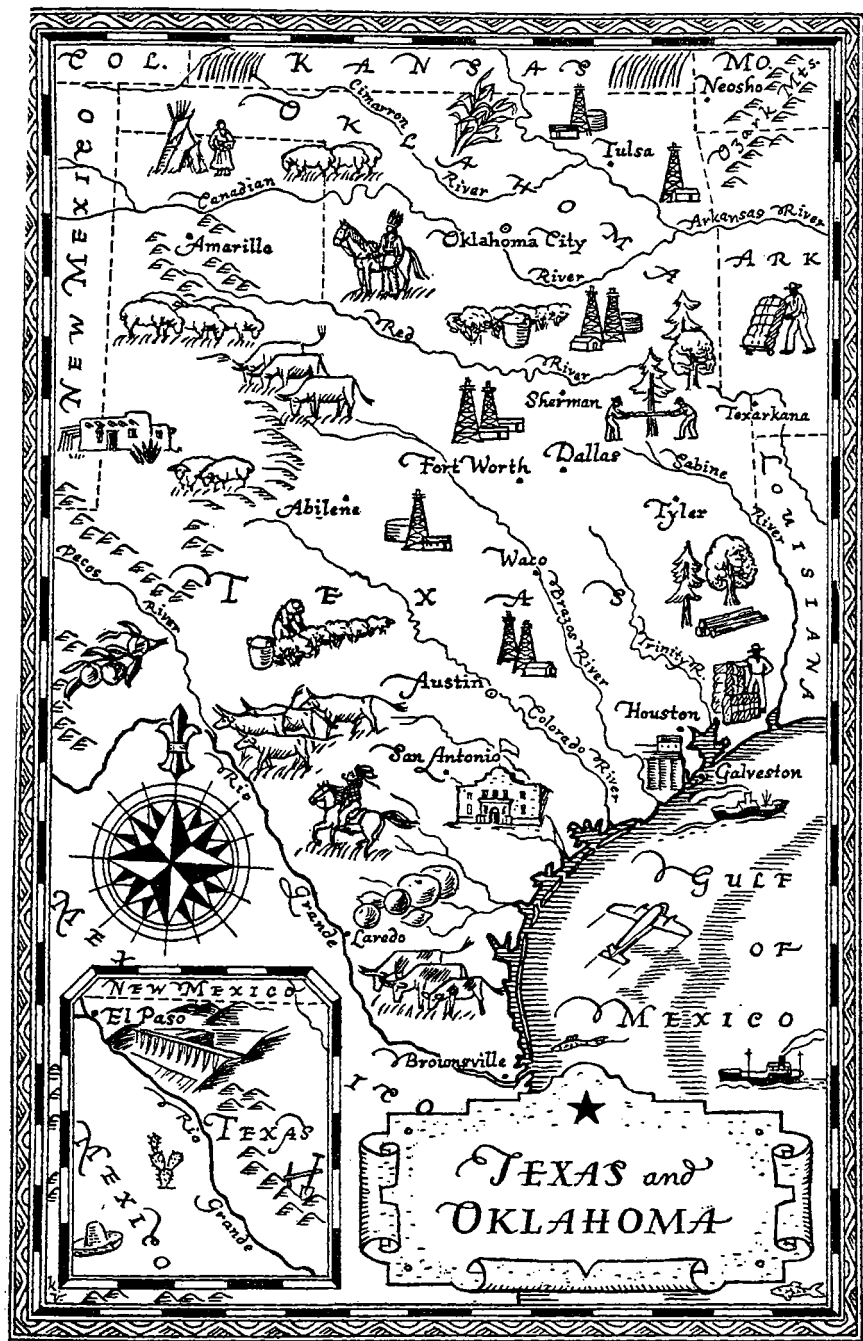 COL.
KANSAS
MO.
Neosho
Ozark Mts.
Cimarron
River
OKLAHOMA
Tulsa
NEW MEXICO
Canadian
River
Arkansas River
Amarillo
Oklahoma City
ARK
Red
River
Sherman
Texarkana
Fort Worth
Dallas
Sabine
River
LOUISIANA
Abilene
Tyler
Pecos
River
Waco
TEXAS
Brazos River
Trinity R.
Austin
Colorado River
Houston
San Antonio
Galveston
Rio
Grande
Laredo
GULF
OF
MEXICO
MEXICO
Brownsville
NEW MEXICO
El Paso
Rio
Grande
TEXAS
MEXICO
TEXAS and
OKLAHOMA